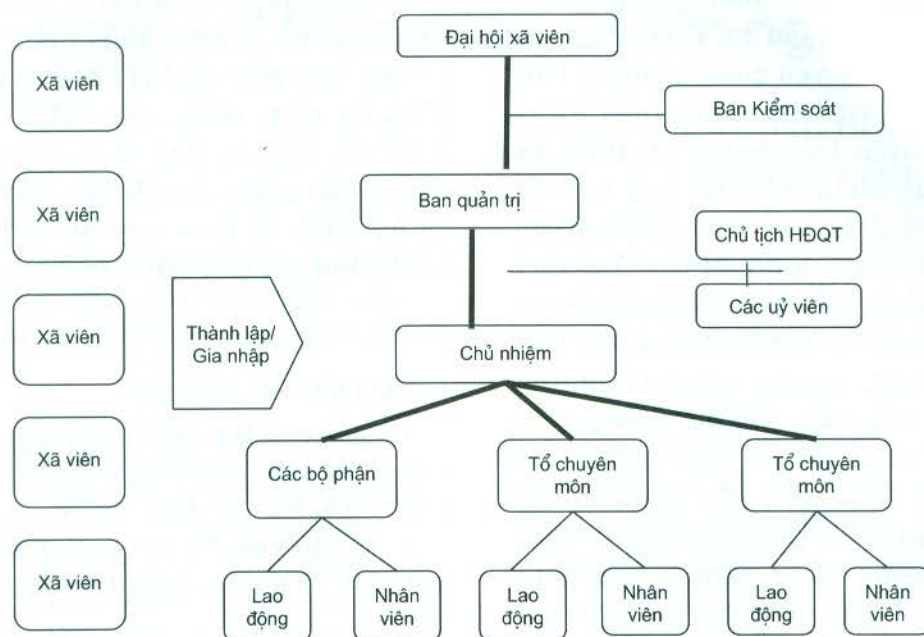 Đại hội xã viên
Xã viên
Ban Kiểm soát
Ban quản trị
Xã viên
Chủ tịch HĐQT
Các uỷ viên
Xã viên
Thành lập/
Gia nhập
Chủ nhiệm
Xã viên
Các bộ phận
Tổ chuyên
môn
Tổ chuyên
môn
Xã viên
Lao
động
Nhân
viên
Lao
động
Nhân
viên
Lao
động
Nhân
viên